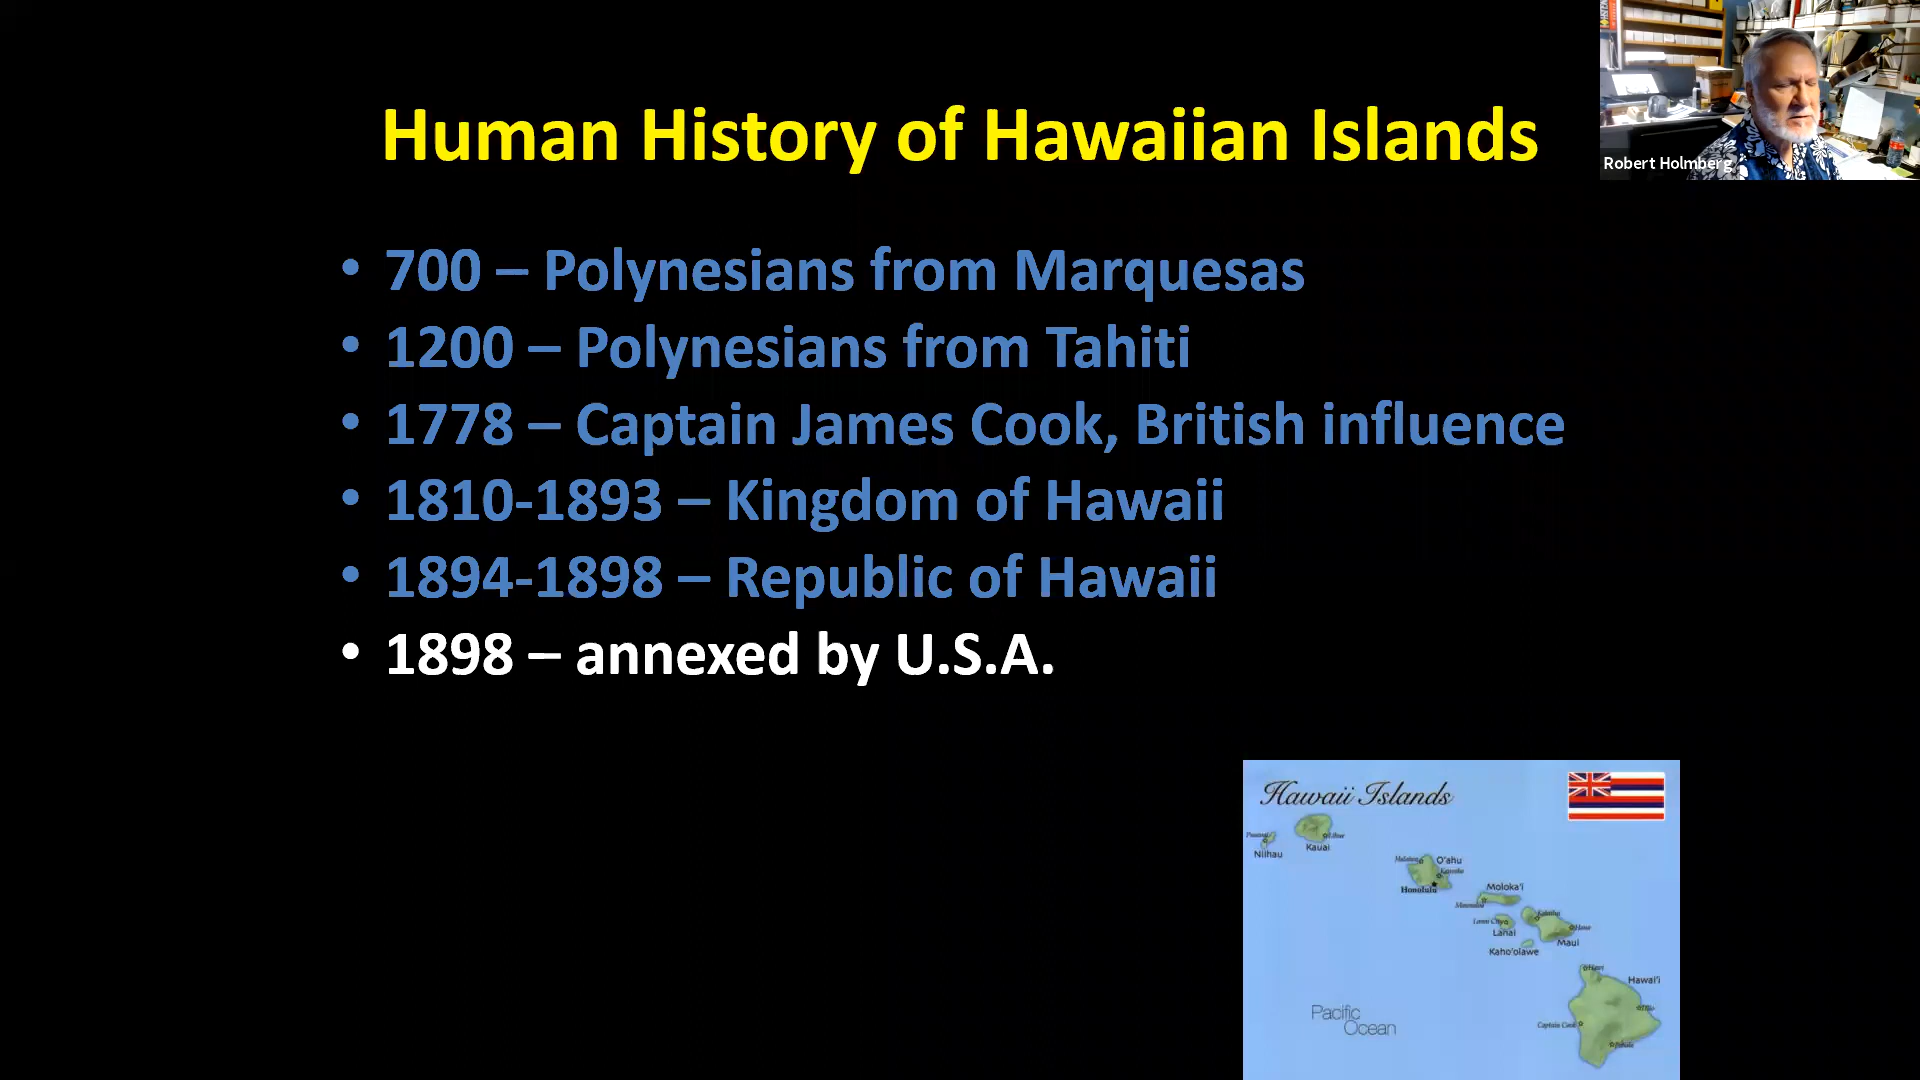 Human History of Hawaiian Islands
Robert Holmberg
• 700 – Polynesians from Marquesas
• 1200 – Polynesians from Tahiti
• 1778 – Captain James Cook, British influence
• 1810-1893 – Kingdom of Hawaii
• 1894-1898 – Republic of Hawaii
• 1898 – annexed by U.S.A.
Hawaii Islands
Niihau
Kauai
O'ahu
Honolulu
Moloka'i
Lanai
Maui
Kaho'olawe
Hawai'i
Captain Cook
Pacific
Ocean